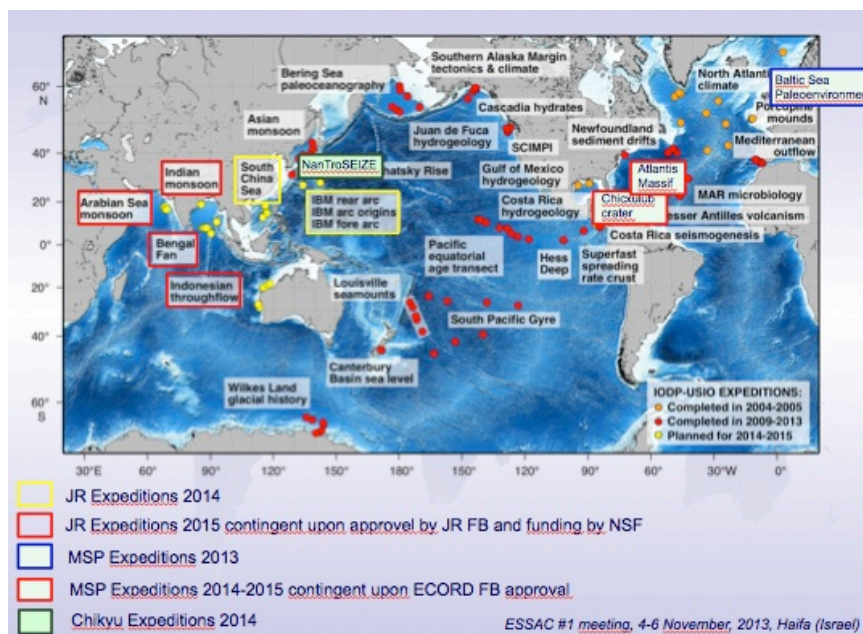 60°
N
40°
20°
0°
20°
40°
60°
S
30°E
60°
90°
120°
150°
180°
150°
120°
90°
60°
30°W
0°
Bering Sea
paleoceanography
Southern Alaska Margin
tectonics & climate
Asian
monsoon
Cascadia hydrates
Juan de Fuca
hydrogeology
SCIMPI
North Atlantic
climate
Baltic Sea
Paleoenvironment
Porcupine
mounds
Newfoundland
sediment drifts
Mediterranean
outflow
Indian
monsoon
South
China
Sea
NanTroSEIZE
hatsky Rise
Gulf of Mexico
hydrogeology
Atlantis
Massif
MAR microbiology
Arabian Sea
monsoon
IBM rear arc
IBM arc origins
IBM fore arc
Costa Rica
hydrogeology
Chicxulub
crater
esser Antilles volcanism
Costa Rica seismogenesis
Bengal
Fan
Pacific
equatorial
age transect
Hess
Deep
Superfast
spreading
rate crust
Indonesian
throughflow
Louisville
seamounts
South Pacific Gyre
Canterbury
Basin sea level
Wilkes Land
glacial history
IODP-USIO EXPEDITIONS:
Completed in 2004-2005
Completed in 2009-2013
Planned for 2014-2015
JR Expeditions 2014
JR Expeditions 2015 contingent upon approvel by JR FB and funding by NSF
MSP Expeditions 2013
MSP Expeditions 2014-2015 contingent upon ECORD FB approval
Chikyu Expeditions 2014
ESSAC #1 meeting, 4-6 November, 2013, Haifa (Israel)